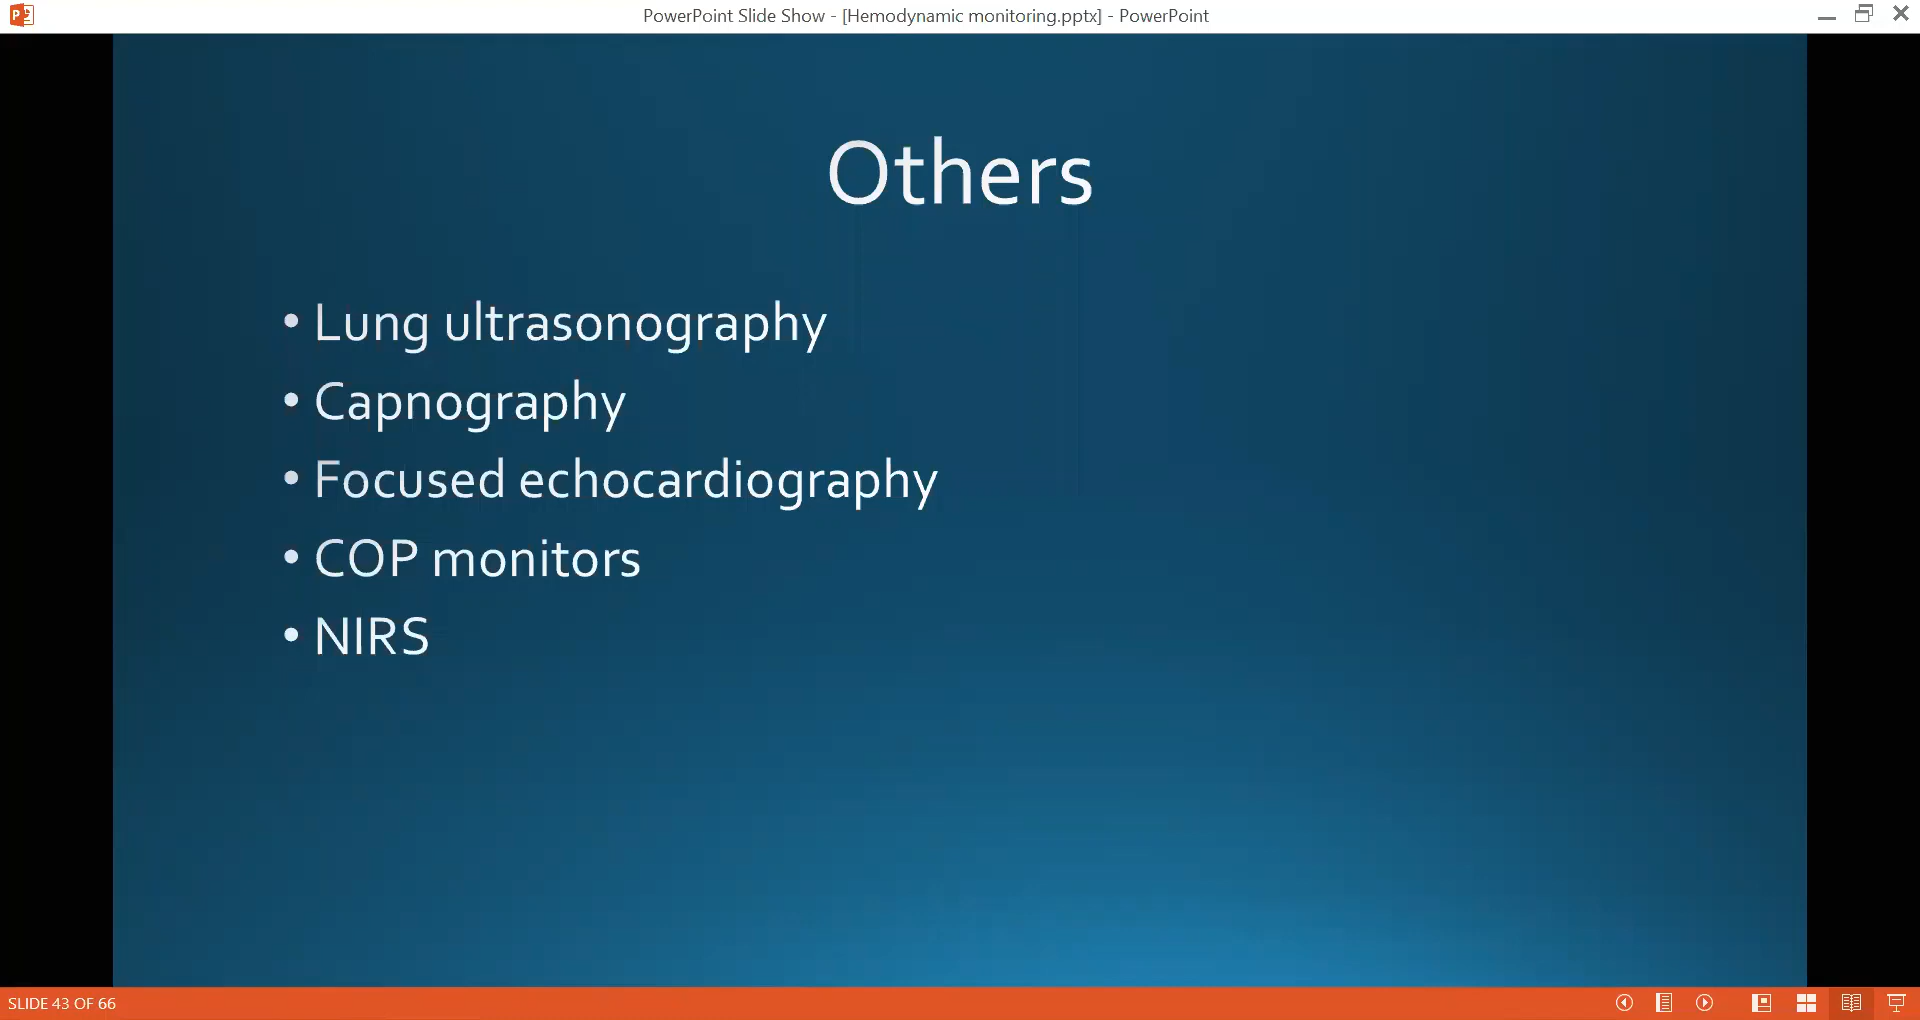 PowerPoint Slide Show - [Hemodynamic monitoring.pptx] - PowerPoint
Others
• Lung ultrasonography
• Capnography
• Focused echocardiography
• COP monitors
• NIRS
SLIDE 43 OF 66